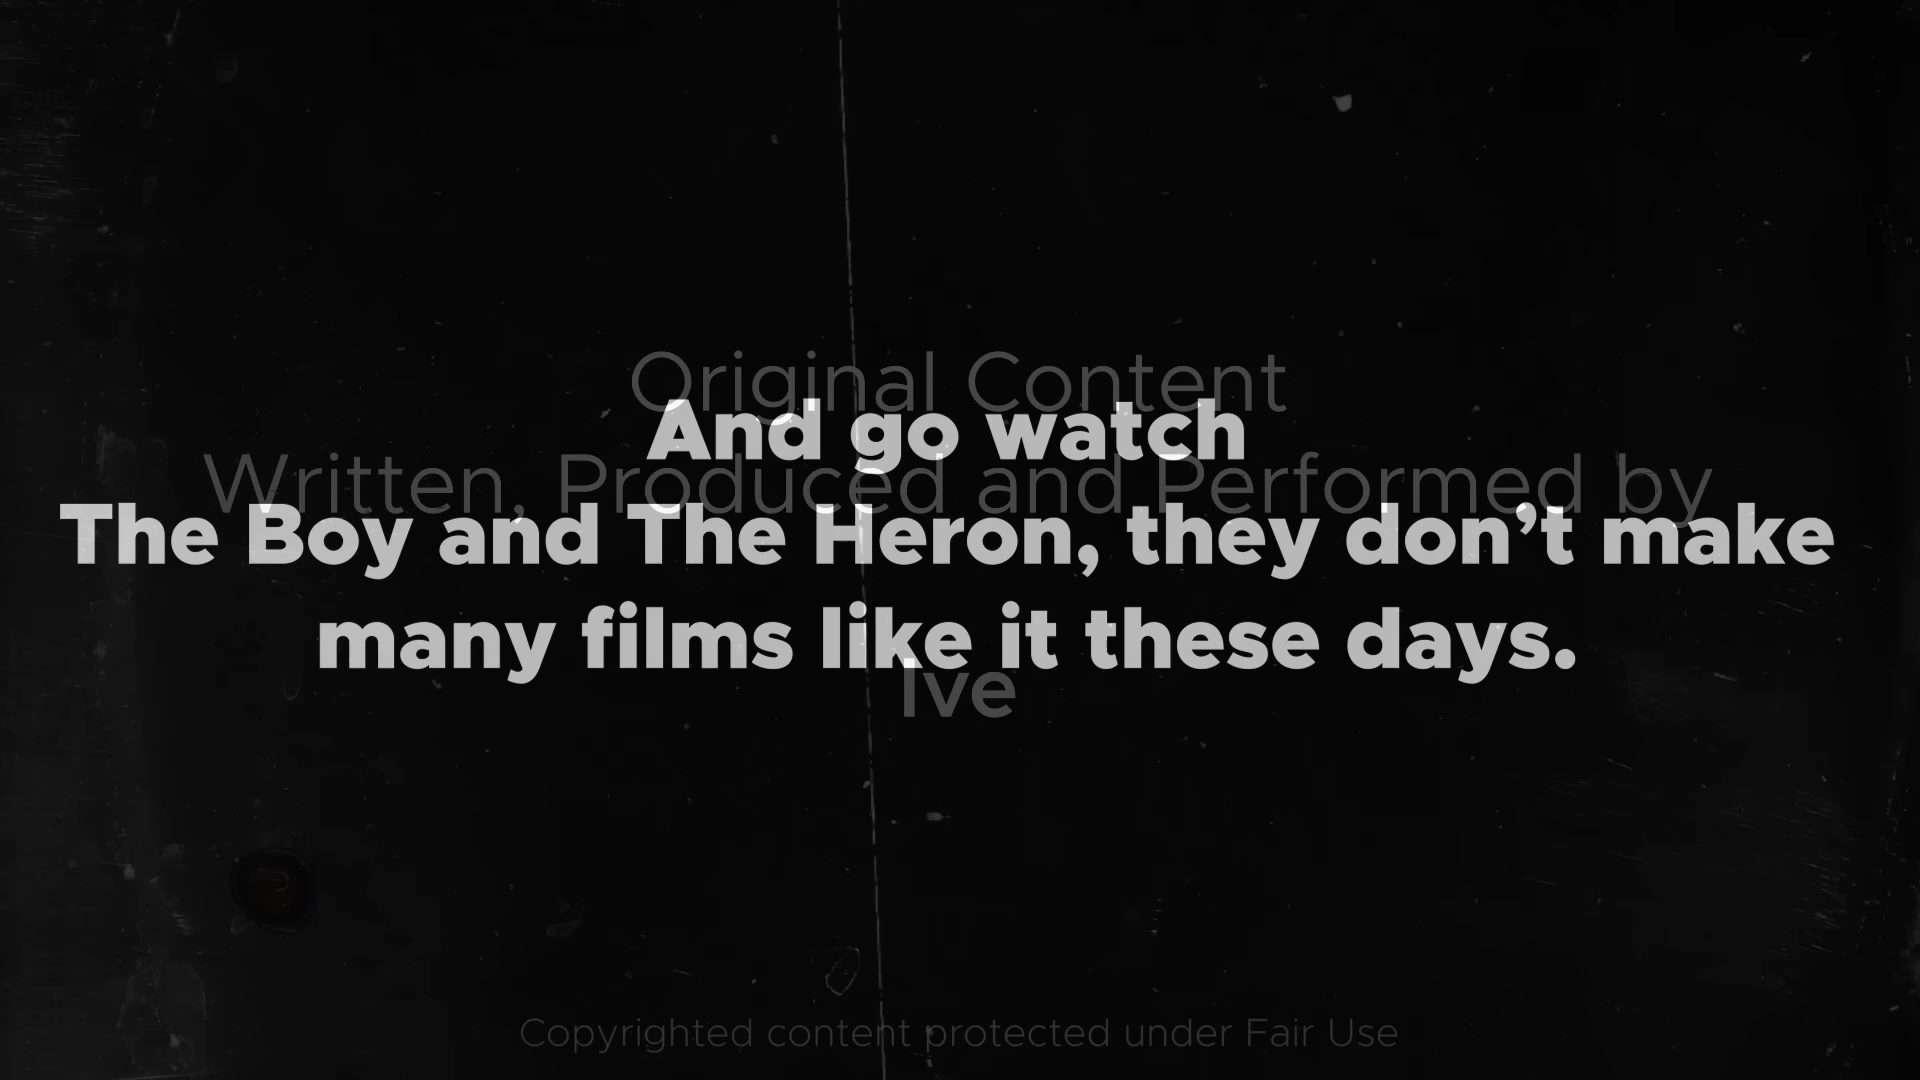 Original Content
And go watch
Written, Produced and Performed by
The Boy and The Heron, they don’t make
many films like it these days.
Ive
Copyrighted content protected under Fair Use